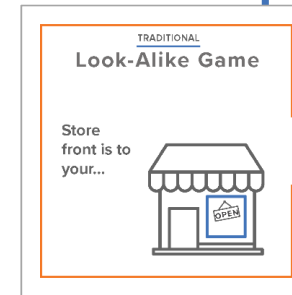 TRADITIONAL
Look-Alike Game
Store
front is to
your...
OPEN